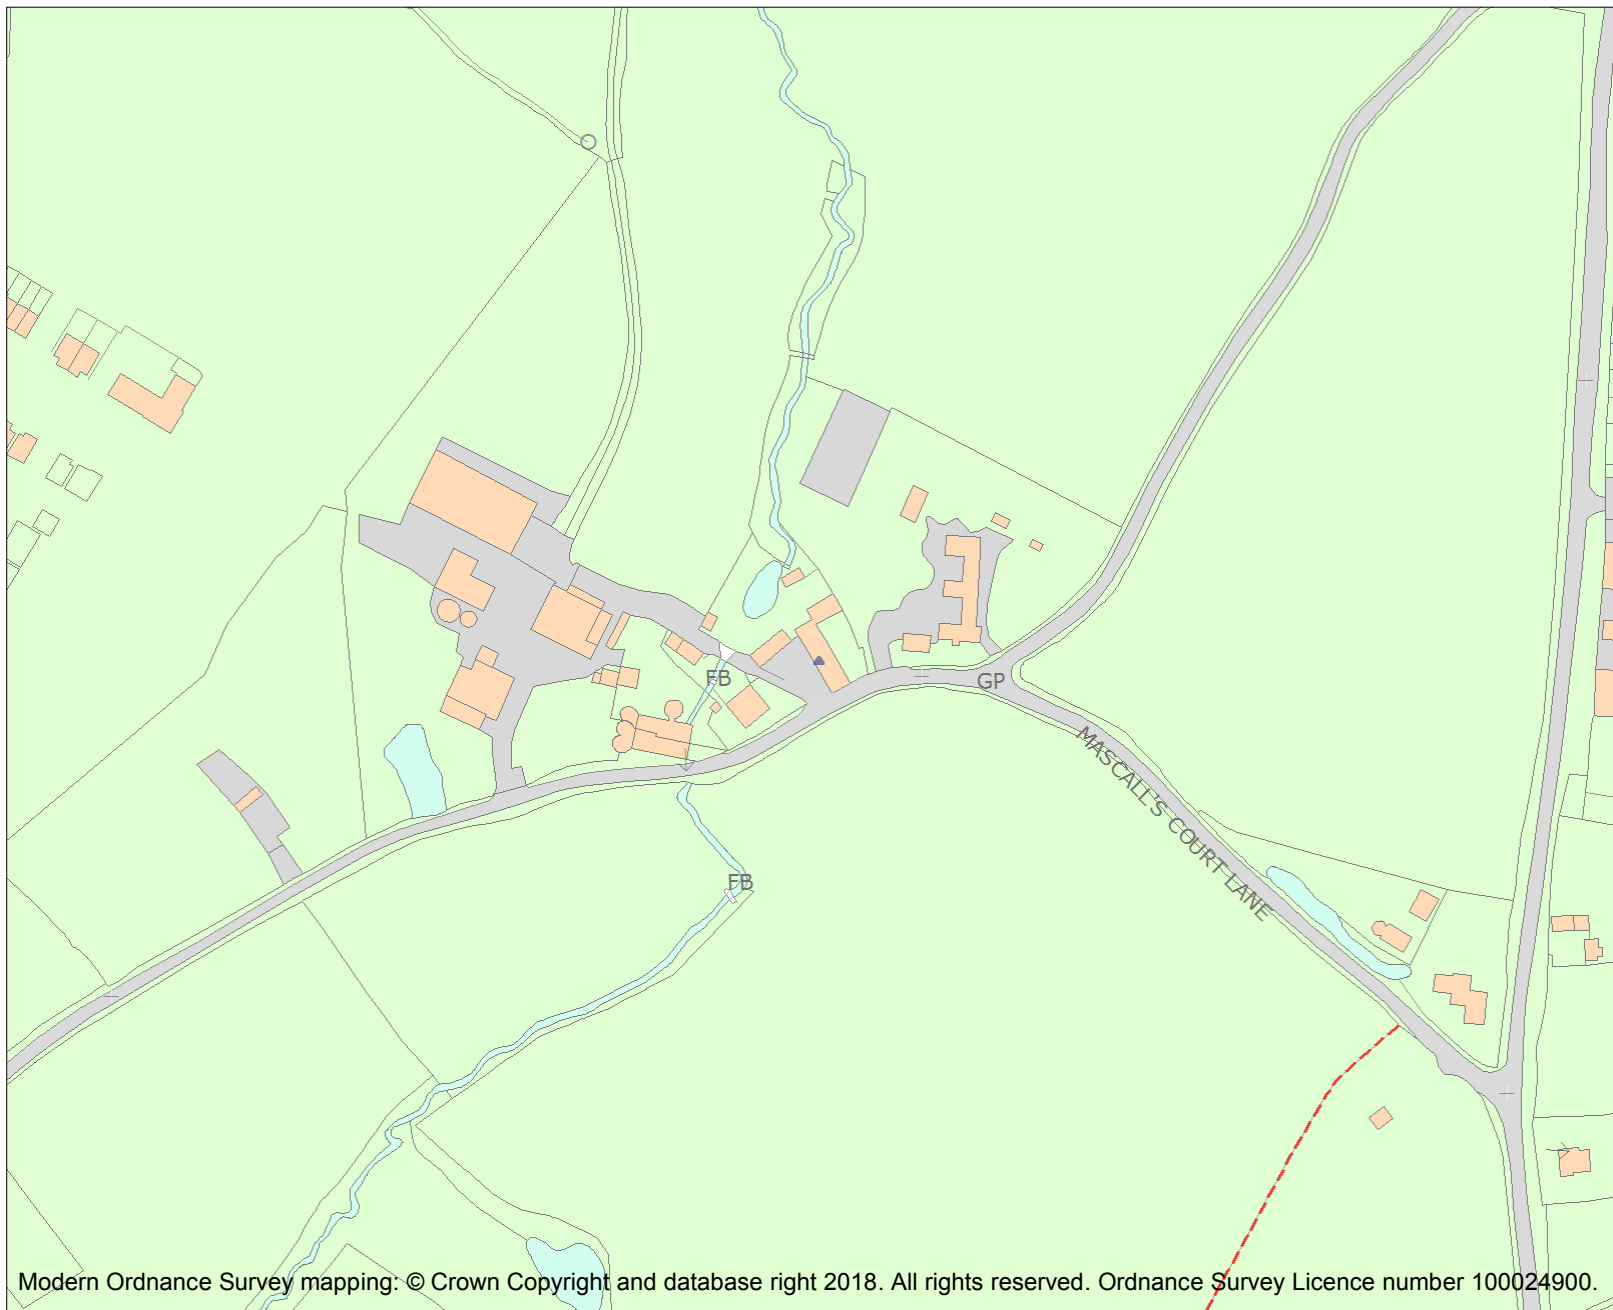 FB
GP
MASCALL'S COURT LANE
FB
Modern Ordnance Survey mapping: © Crown Copyright and database right 2018. All rights reserved. Ordnance Survey Licence number 100024900.